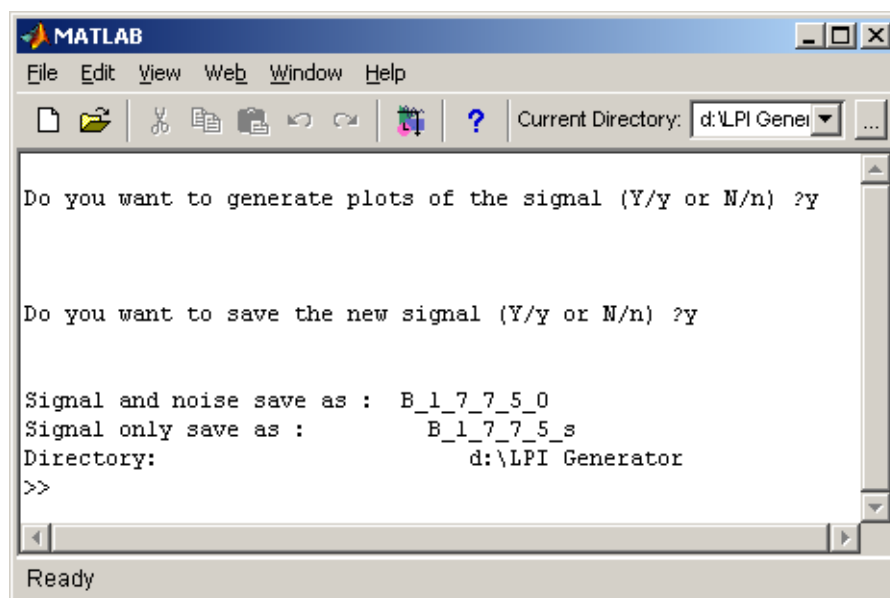 MATLAB
File Edit View Web Window Help
? Current Directory: d:\LPI Gener ...
Do you want to generate plots of the signal (Y/y or N/n) ?y
Do you want to save the new signal (Y/y or N/n) ?y
Signal and noise save as : B_1_7_7_5_0
Signal only save as : B_1_7_7_5_s
Directory: d:\LPI Generator
>>
Ready